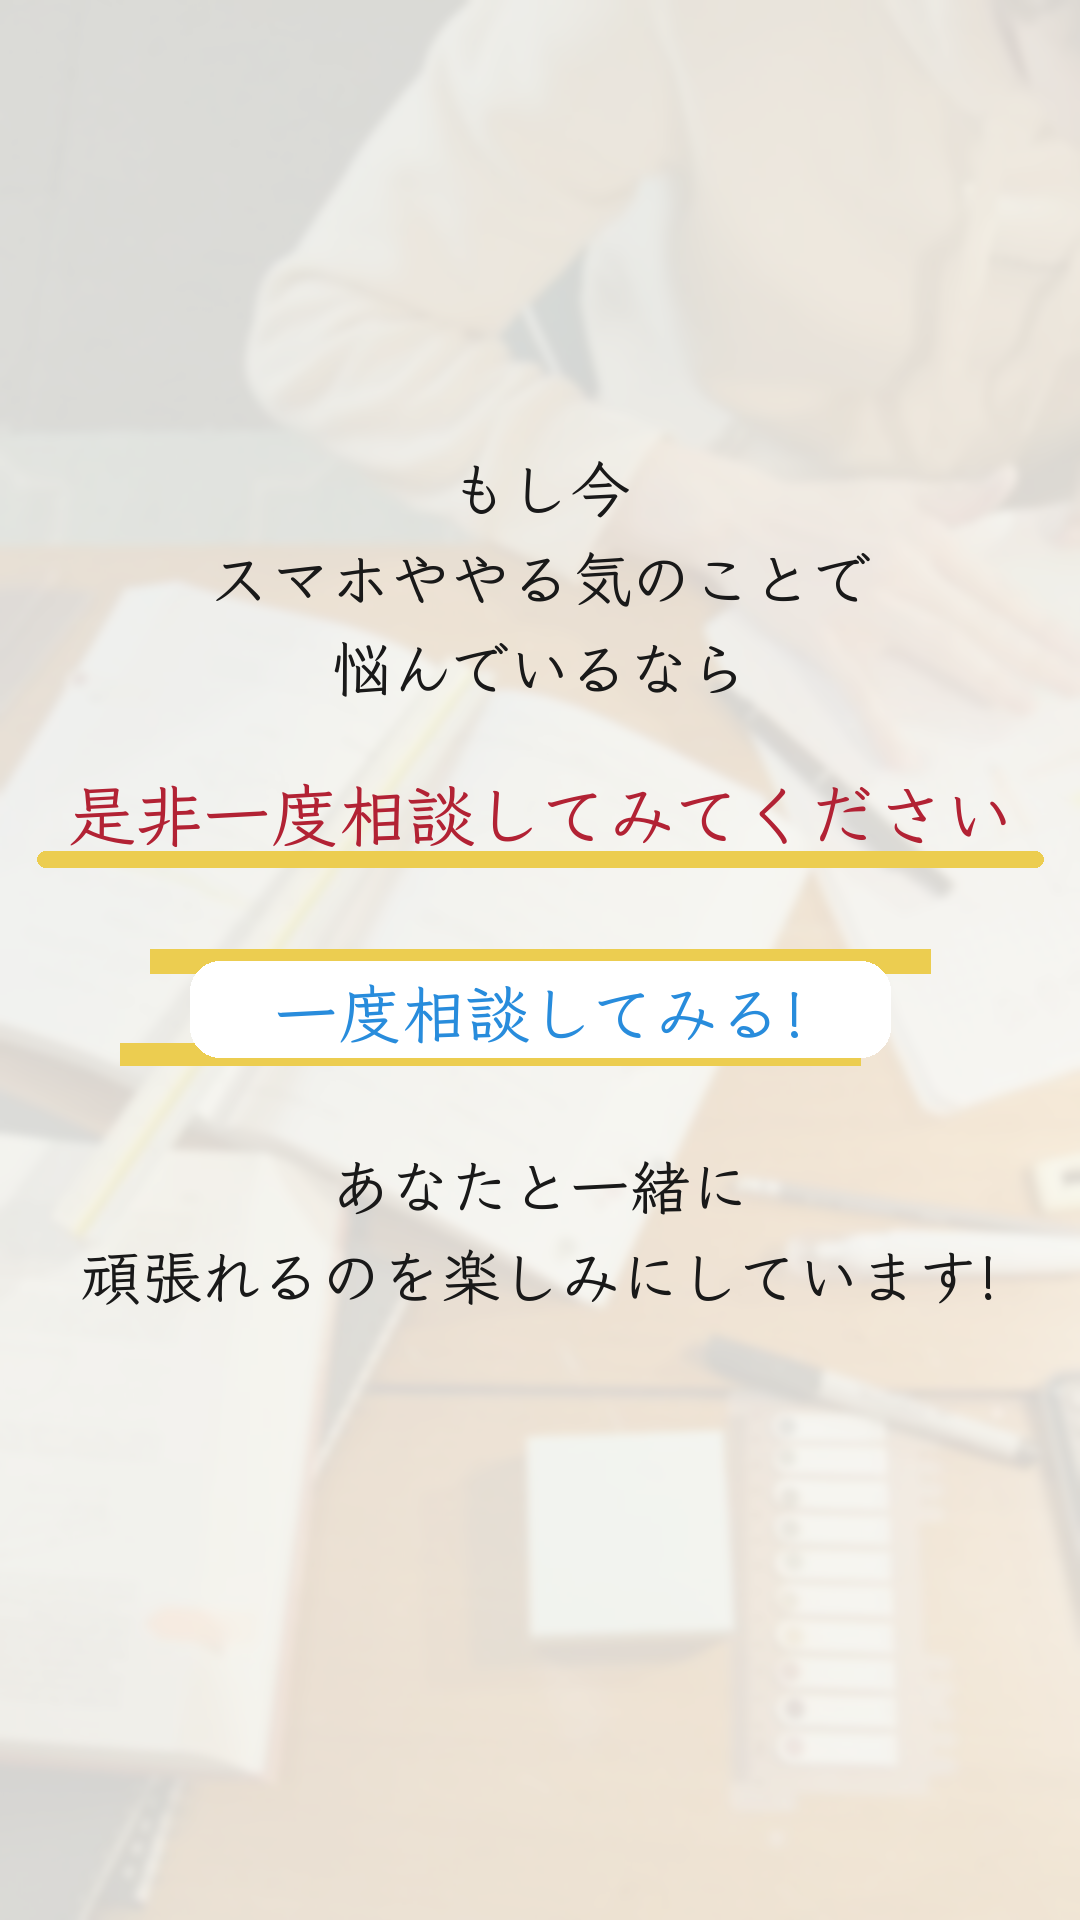 もし今
スマホややる気のことで
悩んでいるなら
是非一度相談してみてください
一度相談してみる!
あなたと一緒に
頑張れるのを楽しみにしています!